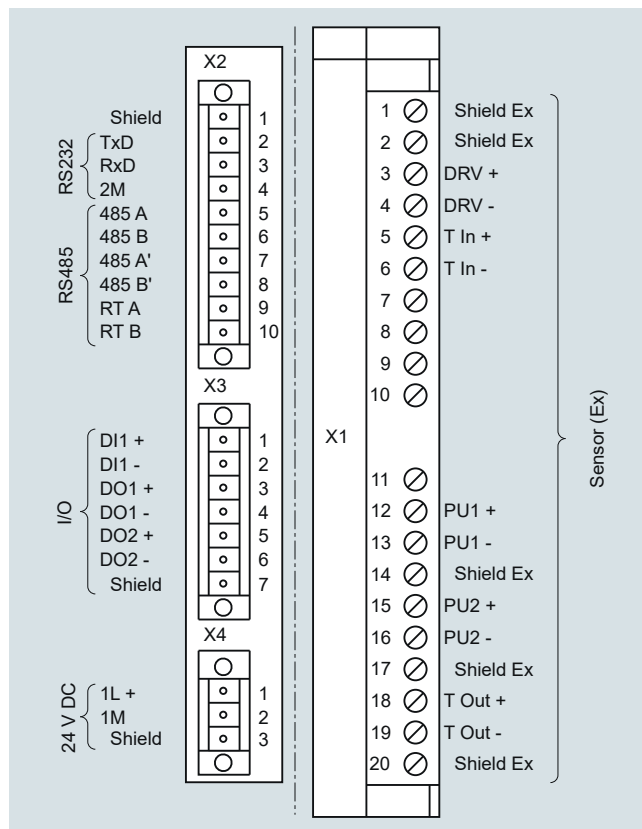 X2
Shield 1
RS232
TxD 2
RxD 3
2M 4
RS485
485 A 5
485 B 6
485 A' 7
485 B' 8
RT A 9
RT B 10
X3
I/O
DI1 + 1
DI1 - 2
DO1 + 3
DO1 - 4
DO2 + 5
DO2 - 6
Shield 7
X4
24 V DC
1L + 1
1M 2
Shield 3
X1
1 Shield Ex
2 Shield Ex
3 DRV +
4 DRV -
5 T In +
6 T In -
7
8
9
10
11
12 PU1 +
13 PU1 -
14 Shield Ex
15 PU2 +
16 PU2 -
17 Shield Ex
18 T Out +
19 T Out -
20 Shield Ex
Sensor (Ex)